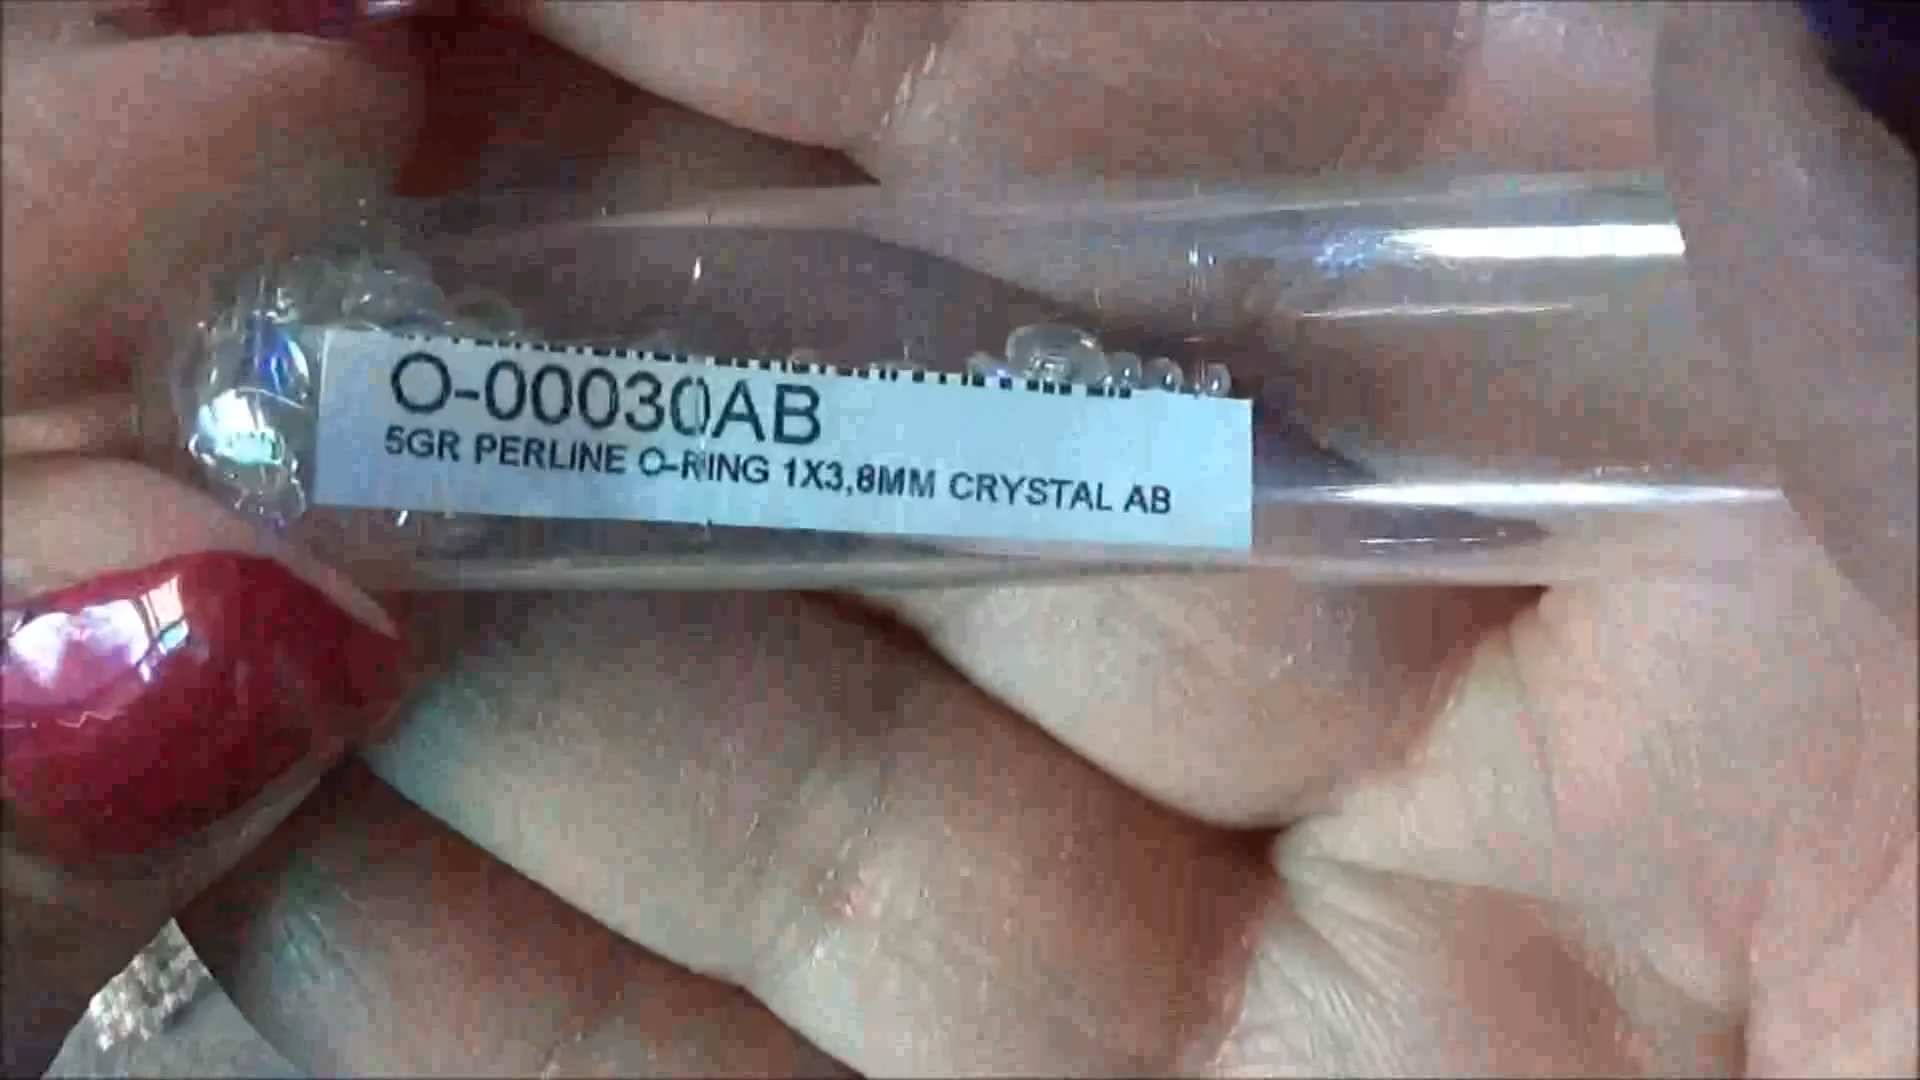 O-00030AB
5GR PERLINE O-RING 1X3,8MM CRYSTAL AB